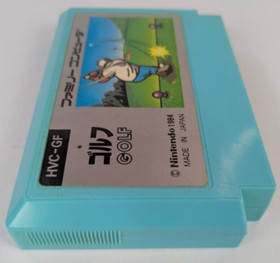 ファミリー コンピュータ
HVC-GF
ゴルフ
GOLF
© Nintendo 1984
MADE IN JAPAN